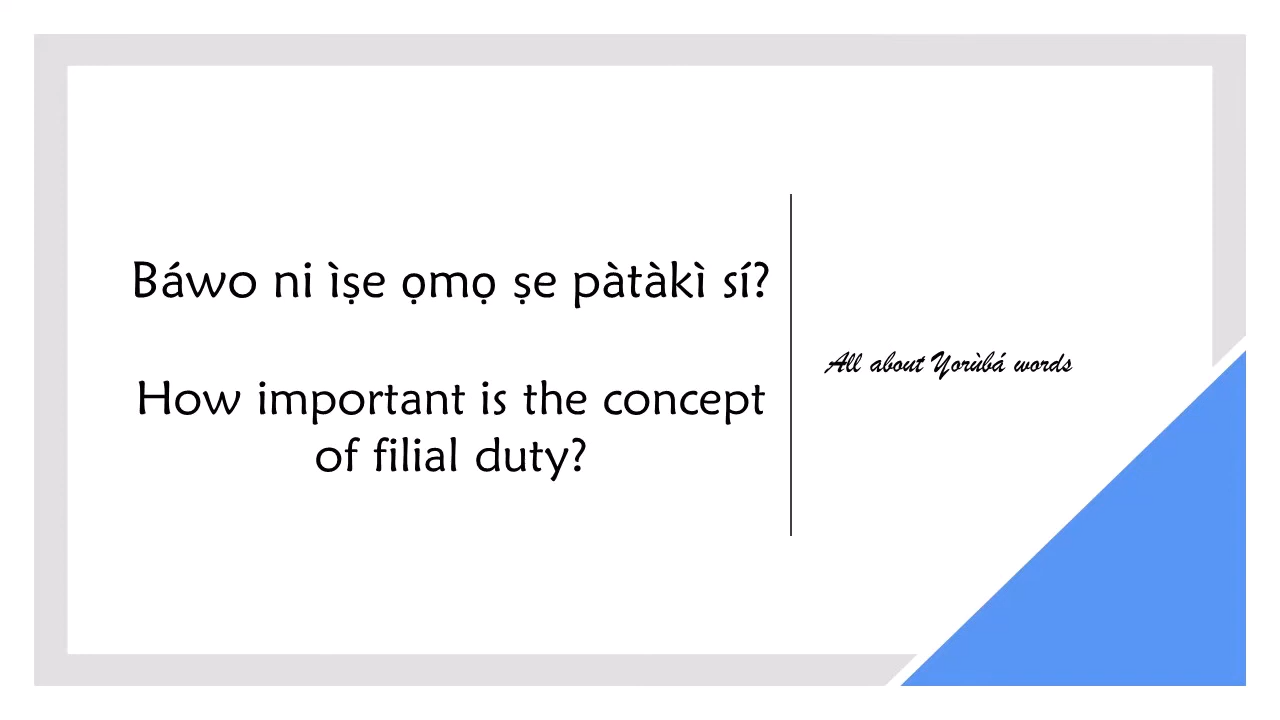 Báwo ni ìṣe ọmọ ṣe pàtàkì sí?
How important is the concept
of filial duty?
All about Yorùbá words